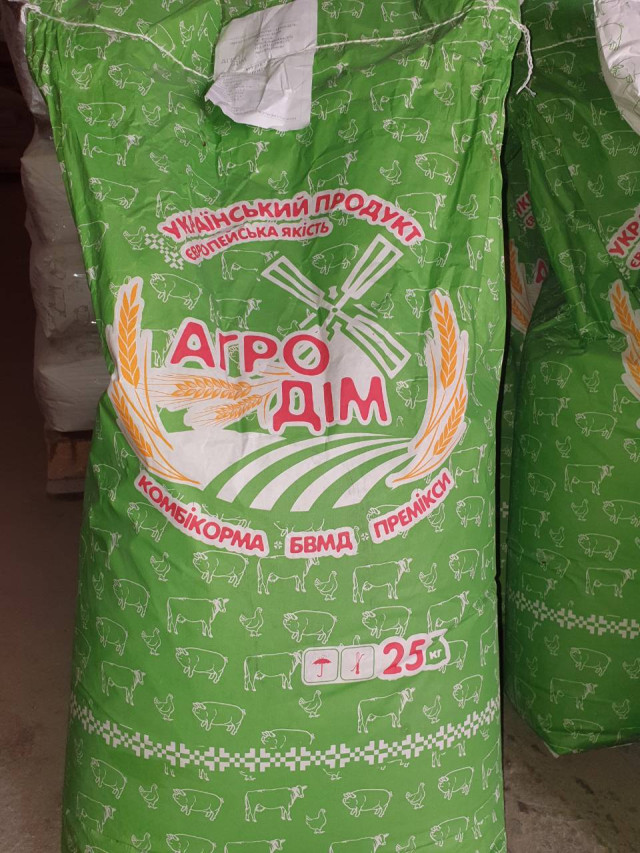 УКРАЇНСЬКИЙ ПРОДУКТ
ЄВРОПЕЙСЬКА ЯКІСТЬ
АГРО
ДІМ
КОМБІКОРМА БВМД ПРЕМІКСИ
25 кг